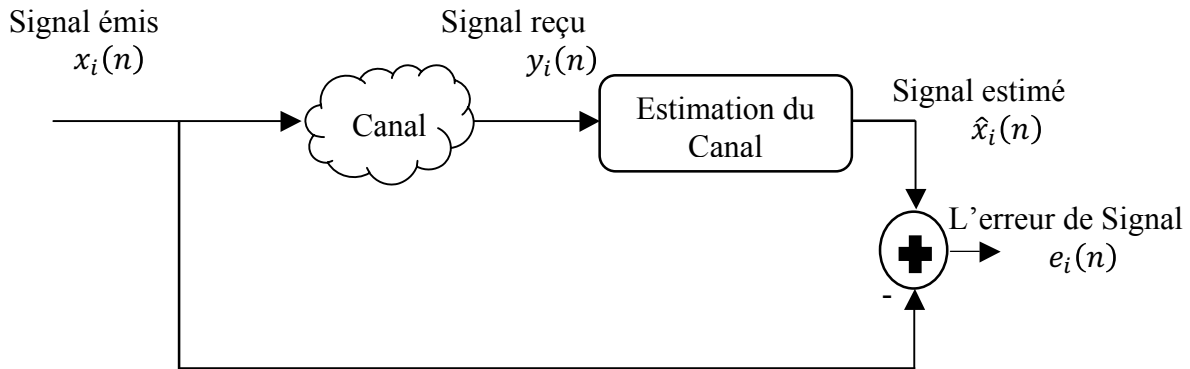 Signal émis
x_i(n)
Signal reçu
y_i(n)
Canal
Estimation du
Canal
Signal estimé
x̂_i(n)
L’erreur de Signal
e_i(n)
-